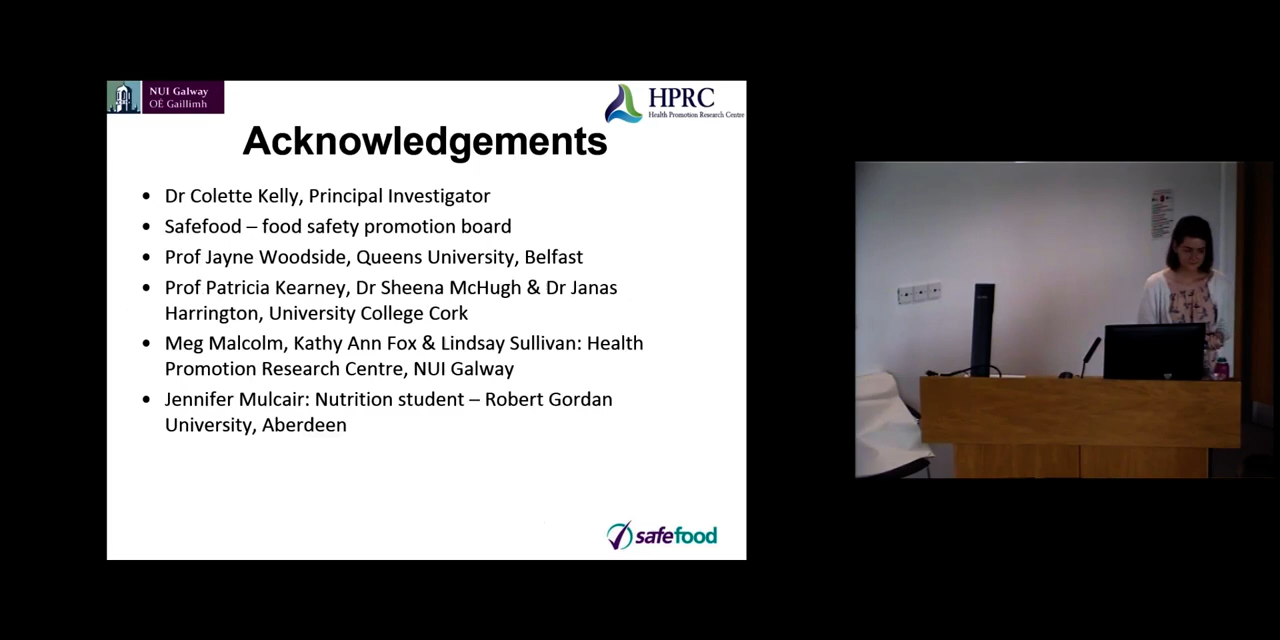 NUI Galway
OÉ Gaillimh
HPRC
Health Promotion Research Centre
Acknowledgements
• Dr Colette Kelly, Principal Investigator
• Safefood – food safety promotion board
• Prof Jayne Woodside, Queens University, Belfast
• Prof Patricia Kearney, Dr Sheena McHugh & Dr Janas
Harrington, University College Cork
• Meg Malcolm, Kathy Ann Fox & Lindsay Sullivan: Health
Promotion Research Centre, NUI Galway
• Jennifer Mulcair: Nutrition student – Robert Gordan
University, Aberdeen
safefood